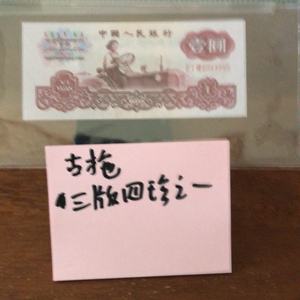 中国人民银行
壹圆
古拖
三版四珍之一